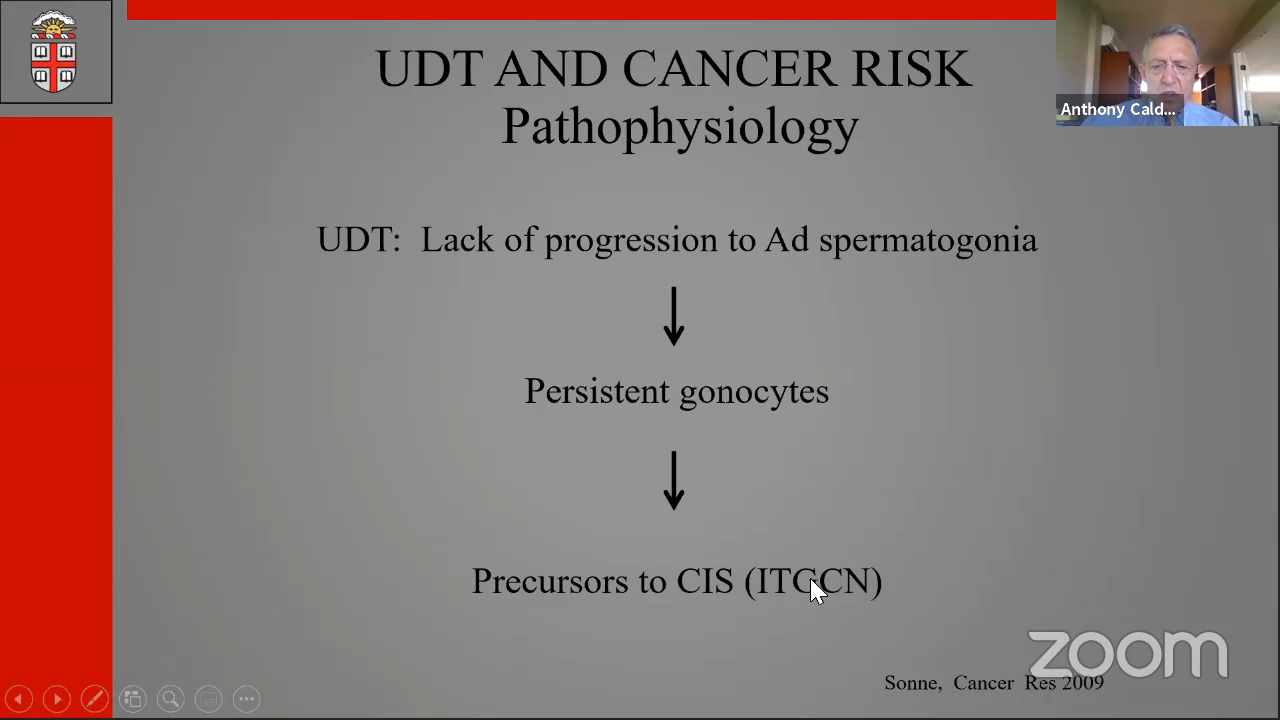 UDT AND CANCER RISK
Pathophysiology
Anthony Cald...
UDT: Lack of progression to Ad spermatogonia
Persistent gonocytes
Precursors to CIS (ITGCN)
zoom
Sonne, Cancer Res 2009